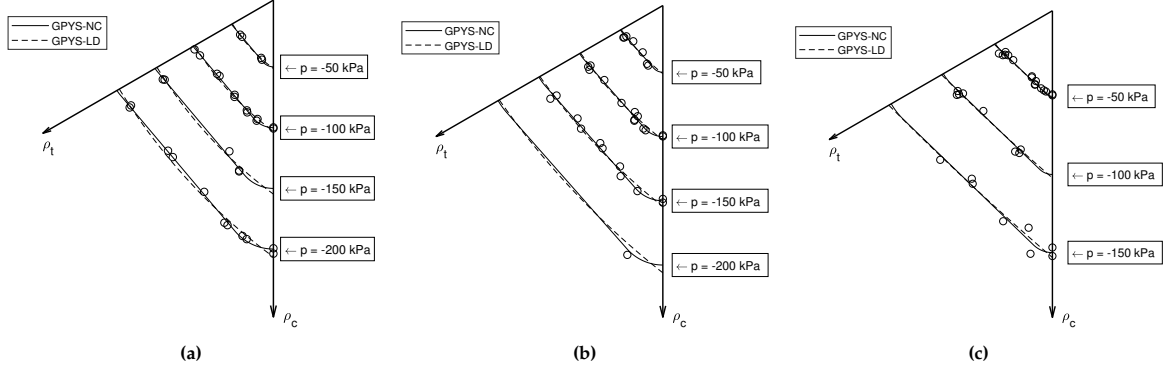 GPYS-NC
GPYS-LD
← p = -50 kPa
← p = -100 kPa
← p = -150 kPa
← p = -200 kPa
ρt
ρc
(a)
GPYS-NC
GPYS-LD
← p = -50 kPa
← p = -100 kPa
← p = -150 kPa
← p = -200 kPa
ρt
ρc
(b)
GPYS-NC
GPYS-LD
← p = -50 kPa
← p = -100 kPa
← p = -150 kPa
ρt
ρc
(c)